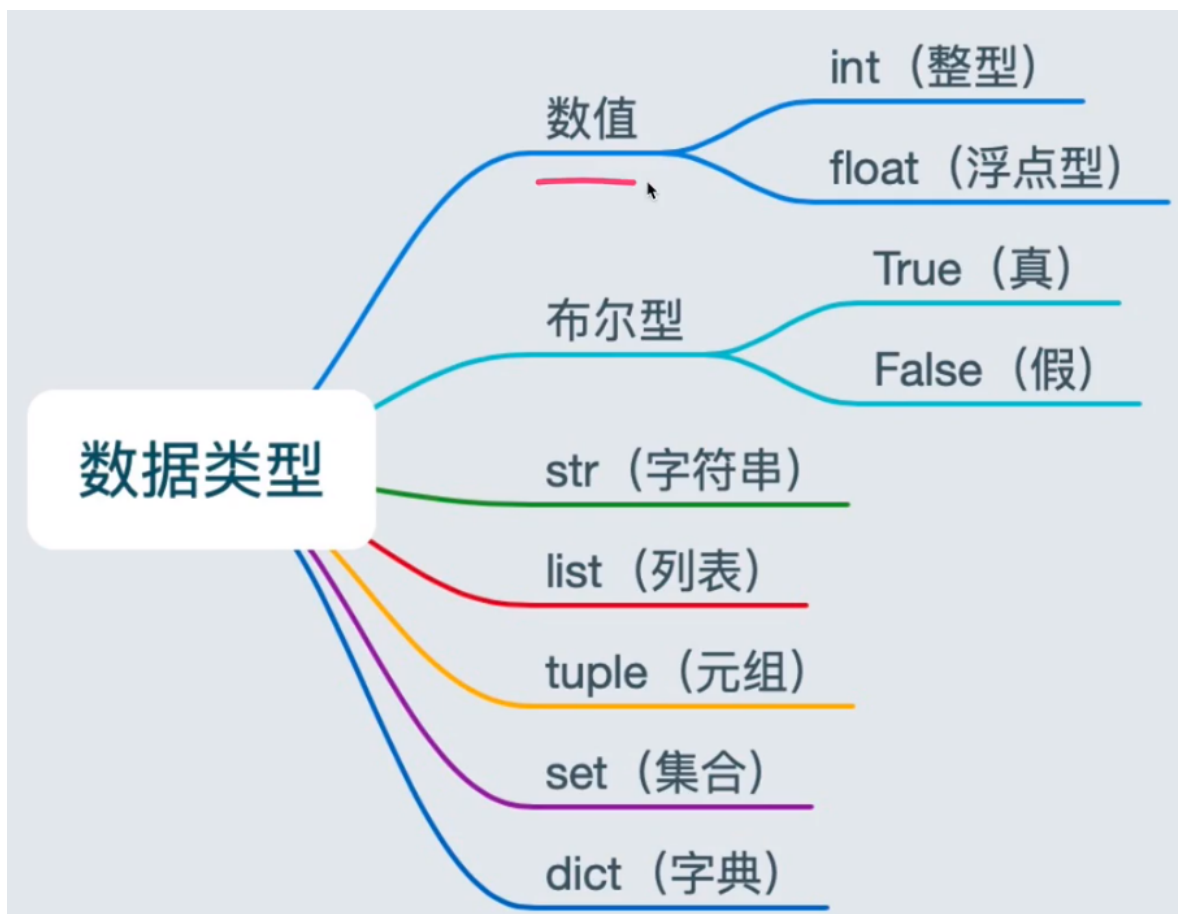 int（整型）
数值
float（浮点型）
True（真）
布尔型
False（假）
数据类型
str（字符串）
list（列表）
tuple（元组）
set（集合）
dict（字典）